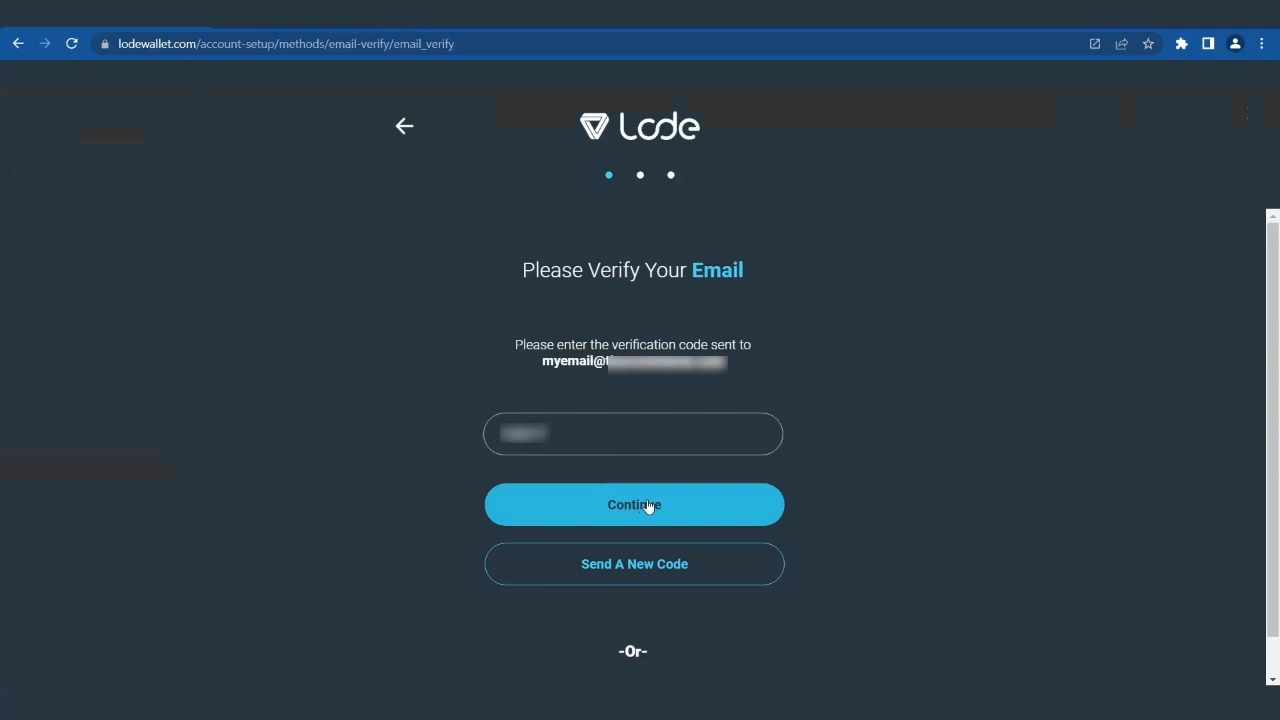 lodewallet.com/account-setup/methods/email-verify/email_verify
Lode
Please Verify Your Email
Please enter the verification code sent to
myemail@
Continue
Send A New Code
-Or-